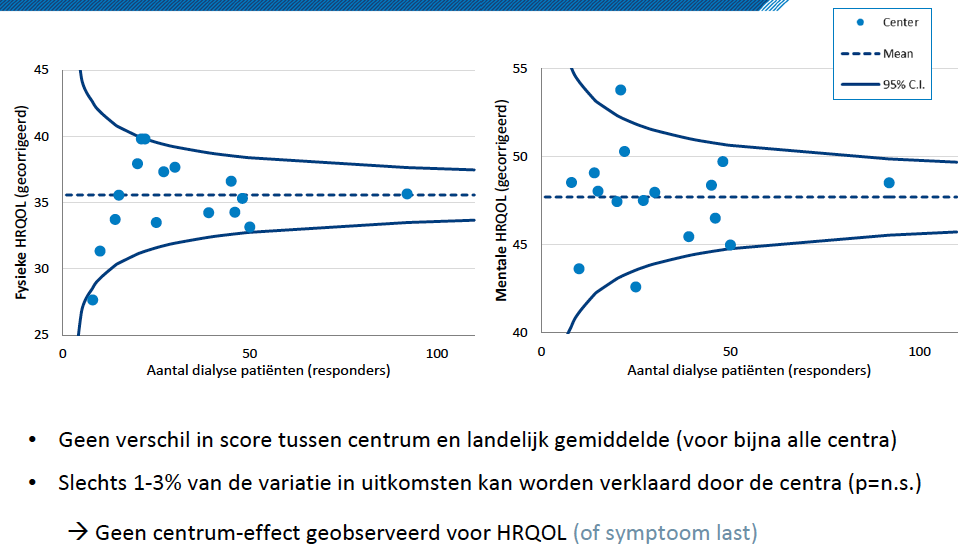 Center
Mean
95% C.I.
Fysieke HRQOL (gecorrigeerd)
45
40
35
30
25
0
50
100
Aantal dialyse patiënten (responders)
Mentale HRQOL (gecorrigeerd)
55
50
45
40
0
50
100
Aantal dialyse patiënten (responders)
• Geen verschil in score tussen centrum en landelijk gemiddelde (voor bijna alle centra)
• Slechts 1-3% van de variatie in uitkomsten kan worden verklaard door de centra (p=n.s.)
→ Geen centrum-effect geobserveerd voor HRQOL (of symptoom last)